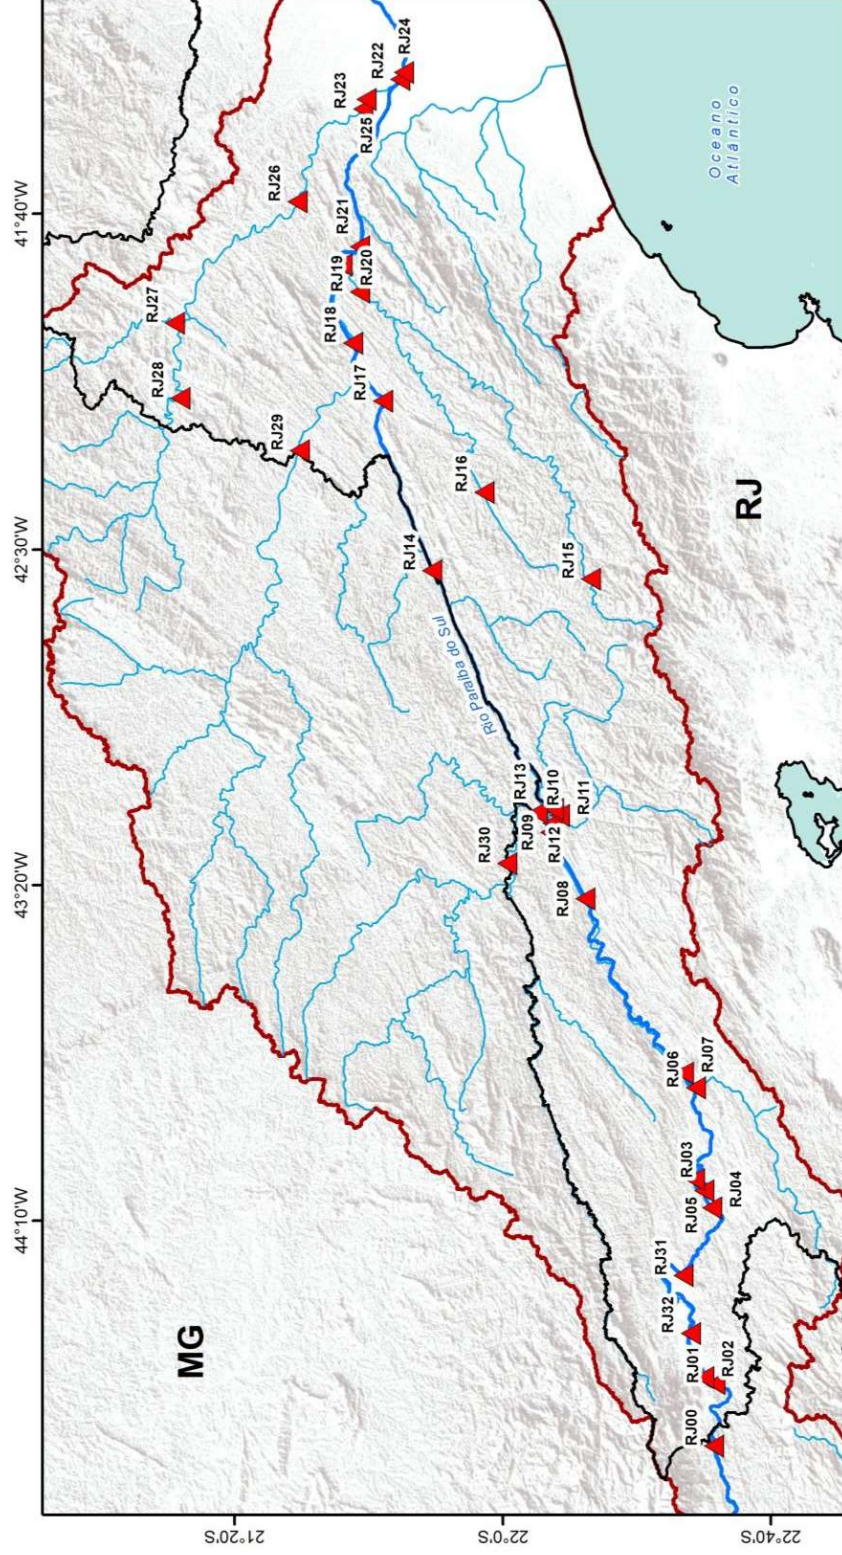 44°10'W
43°20'W
42°30'W
41°40'W
21°20'S
22°0'S
22°40'S
MG
RJ
RJ28
RJ27
RJ26
RJ23
RJ22
RJ24
RJ25
RJ29
RJ21
RJ19
RJ20
RJ18
RJ17
RJ16
RJ15
RJ14
Rio Paraíba do Sul
RJ30
RJ13
RJ09
RJ10
RJ12
RJ11
RJ08
RJ06
RJ07
RJ03
RJ05
RJ04
RJ31
RJ32
RJ01
RJ02
RJ00
Oceano
Atlântico